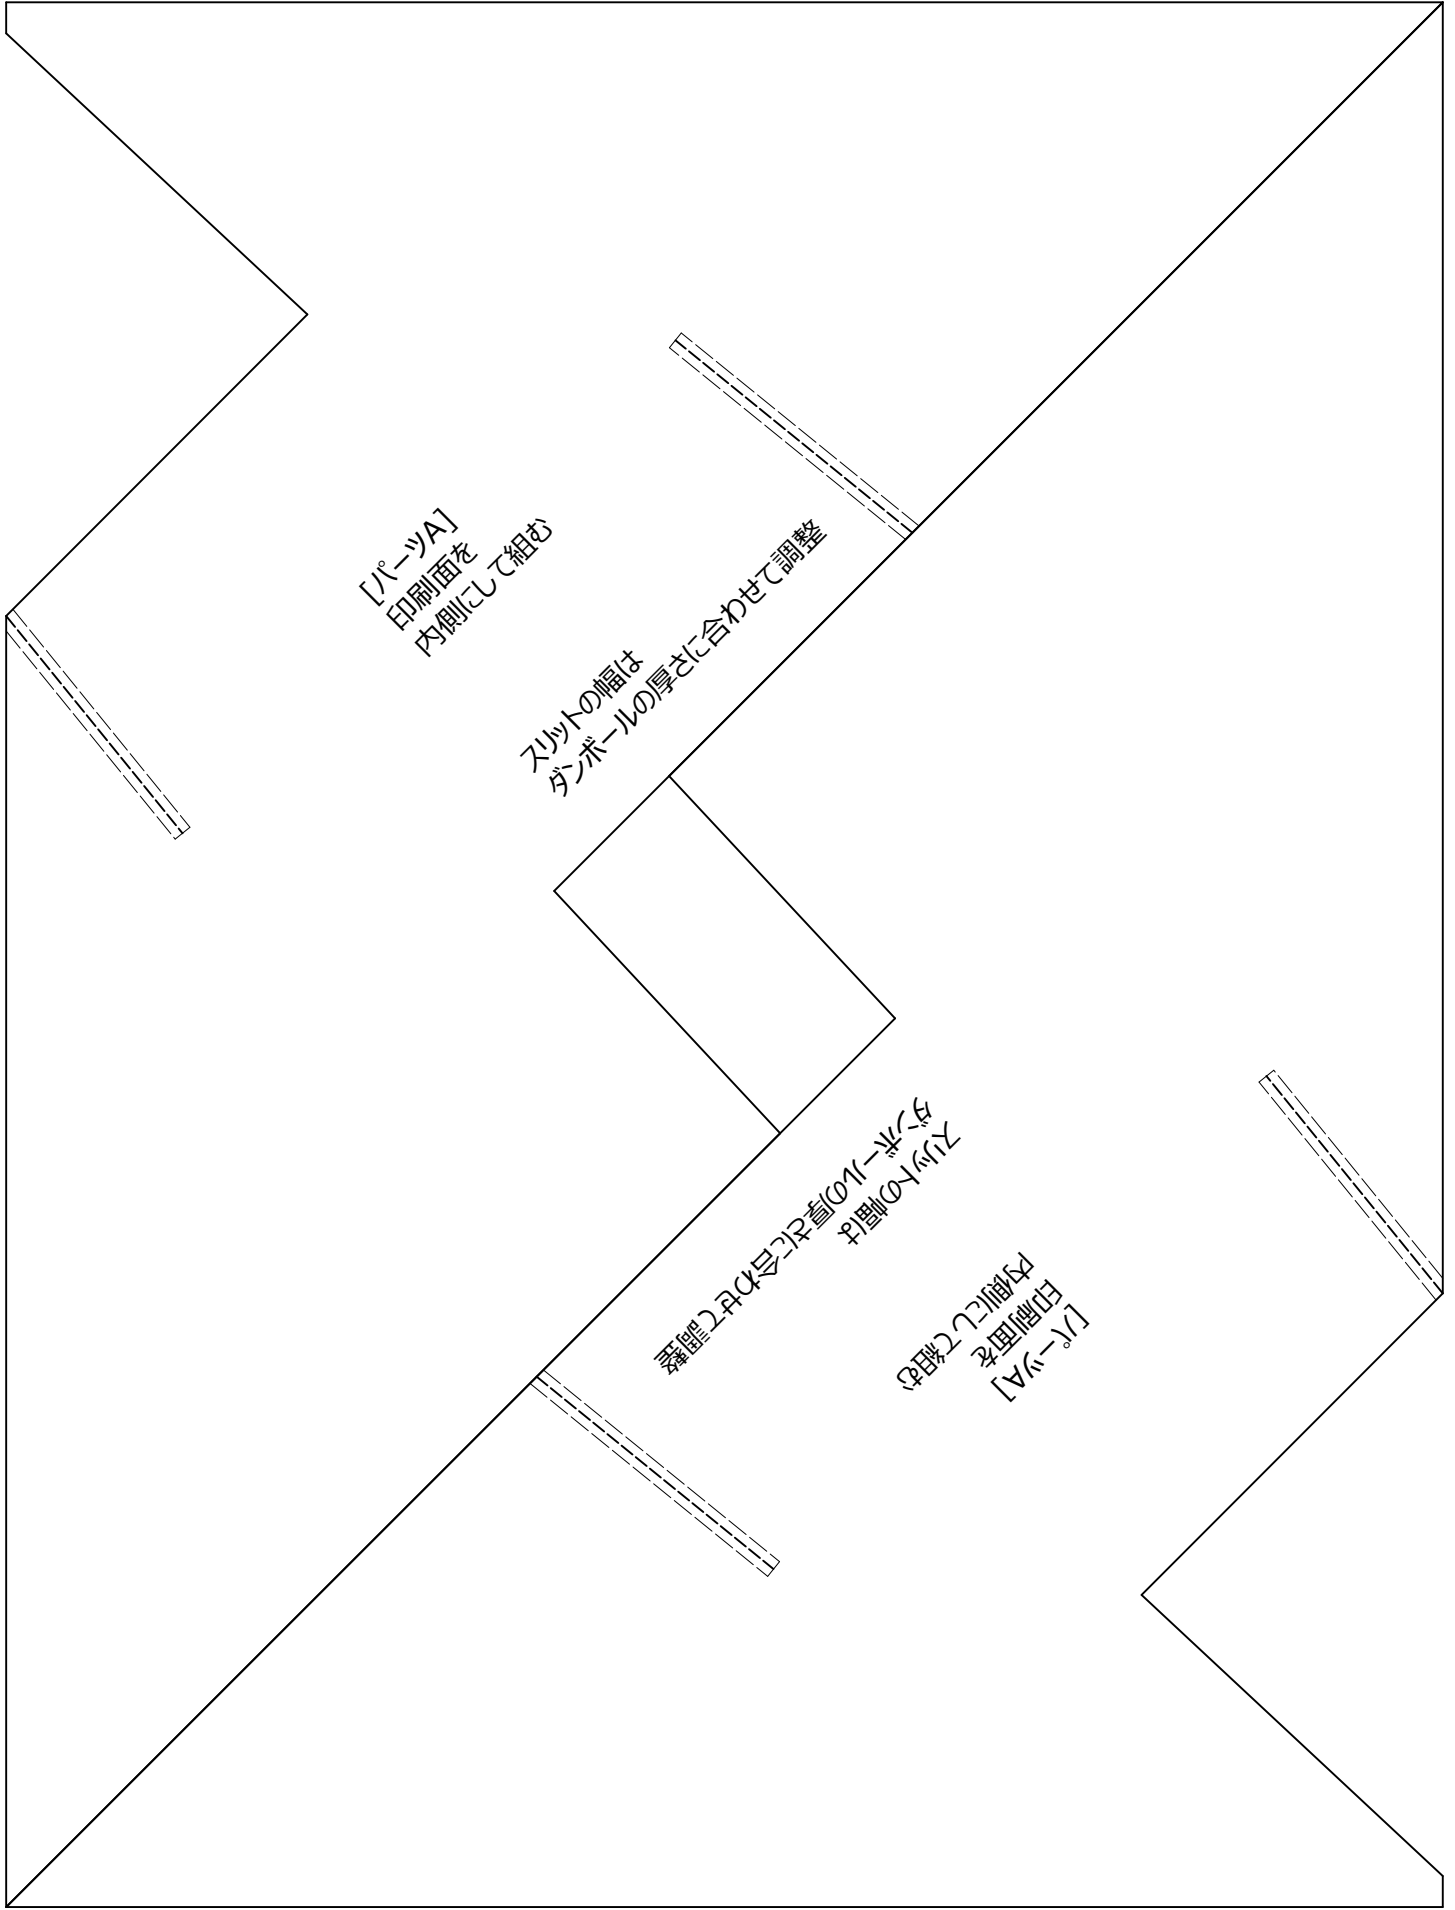 [パーツA]
印刷面を
内側にして組む
スリットの幅は
ダンボールの厚さに合わせて調整
スリットの幅は
ダンボールの厚さに合わせて調整
[パーツA]
印刷面を
内側にして組む